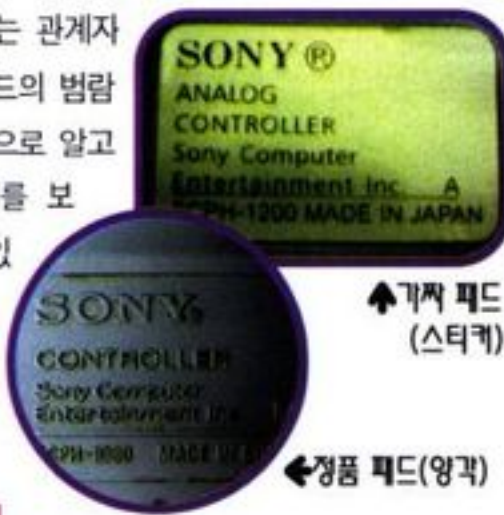 는 관계자
드의 범람
으로 알고
를 보
있
SONY ®
ANALOG
CONTROLLER
Sony Computer
Entertainment Inc. A
SCPH-1200 MADE IN JAPAN
↑가짜 패드
(스티커)
SONY
CONTROLLER
Sony Computer
Entertainment Inc.
MADE
←정품 패드(양각)